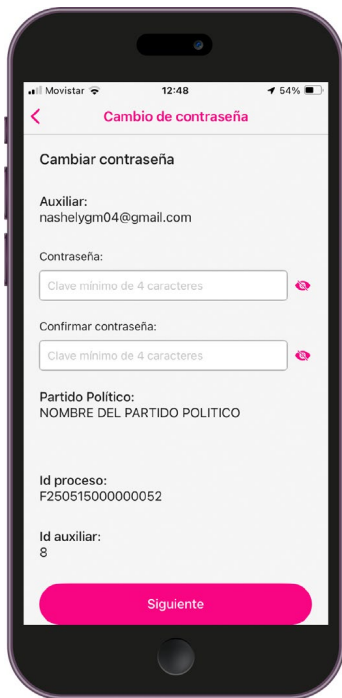 Movistar 12:48 54%
Cambio de contraseña
Cambiar contraseña
Auxiliar:
nashelygm04@gmail.com
Contraseña:
Clave mínimo de 4 caracteres
Confirmar contraseña:
Clave mínimo de 4 caracteres
Partido Político:
NOMBRE DEL PARTIDO POLITICO
Id proceso:
F250515000000052
Id auxiliar:
8
Siguiente